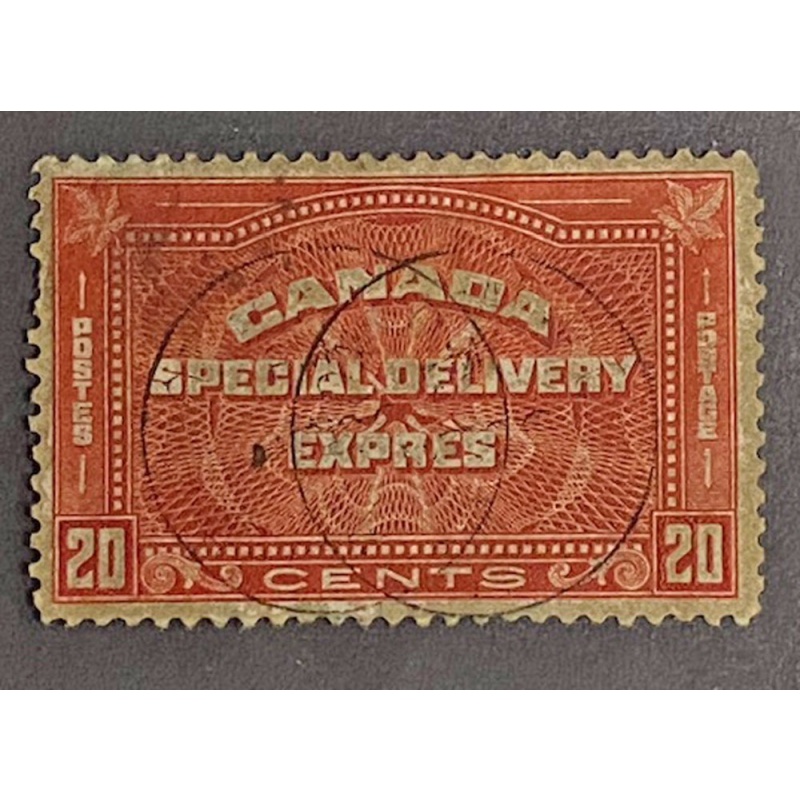 CANADA
SPECIAL DELIVERY
EXPRES
POSTES
POSTAGE
20 CENTS 20